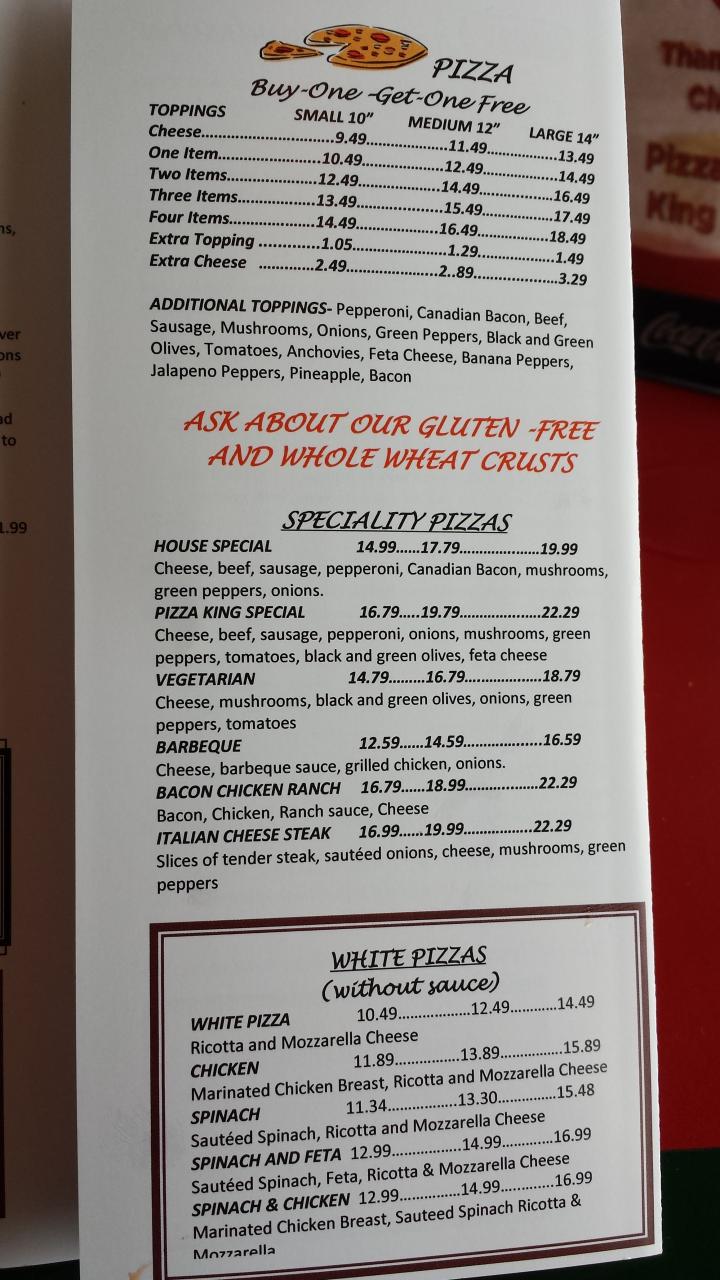 PIZZA
Buy-One -Get-One Free
TOPPINGS SMALL 10” MEDIUM 12” LARGE 14”
Cheese..............................9.49........................11.49....................13.49
One Item.......................10.49......................12.49.....................14.49
Two Items....................12.49......................14.49....................16.49
Three Items.................13.49.......................15.49....................17.49
Four Items...................14.49......................16.49.....................18.49
Extra Topping .............1.05........................1.29......................1.49
Extra Cheese .............2.49......................2..89......................3.29
ADDITIONAL TOPPINGS- Pepperoni, Canadian Bacon, Beef,
Sausage, Mushrooms, Onions, Green Peppers, Black and Green
Olives, Tomatoes, Anchovies, Feta Cheese, Banana Peppers,
Jalapeno Peppers, Pineapple, Bacon
ASK ABOUT OUR GLUTEN -FREE
AND WHOLE WHEAT CRUSTS
SPECIALITY PIZZAS
HOUSE SPECIAL 14.99......17.79.....................19.99
Cheese, beef, sausage, pepperoni, Canadian Bacon, mushrooms,
green peppers, onions.
PIZZA KING SPECIAL 16.79.....19.79.....................22.29
Cheese, beef, sausage, pepperoni, onions, mushrooms, green
peppers, tomatoes, black and green olives, feta cheese
VEGETARIAN 14.79.........16.79....................18.79
Cheese, mushrooms, black and green olives, onions, green
peppers, tomatoes
BARBEQUE 12.59......14.59....................16.59
Cheese, barbeque sauce, grilled chicken, onions.
BACON CHICKEN RANCH 16.79......18.99...................22.29
Bacon, Chicken, Ranch sauce, Cheese
ITALIAN CHEESE STEAK 16.99......19.99..................22.29
Slices of tender steak, sautéed onions, cheese, mushrooms, green
peppers
WHITE PIZZAS
(without sauce)
WHITE PIZZA 10.49..................12.49............14.49
Ricotta and Mozzarella Cheese
CHICKEN 11.89.................13.89................15.89
Marinated Chicken Breast, Ricotta and Mozzarella Cheese
SPINACH 11.34..................13.30...............15.48
Sautéed Spinach, Ricotta and Mozzarella Cheese
SPINACH AND FETA 12.99.................14.99.............16.99
Sautéed Spinach, Feta, Ricotta & Mozzarella Cheese
SPINACH & CHICKEN 12.99................14.99..............16.99
Marinated Chicken Breast, Sauteed Spinach Ricotta &
Mozzarella
King